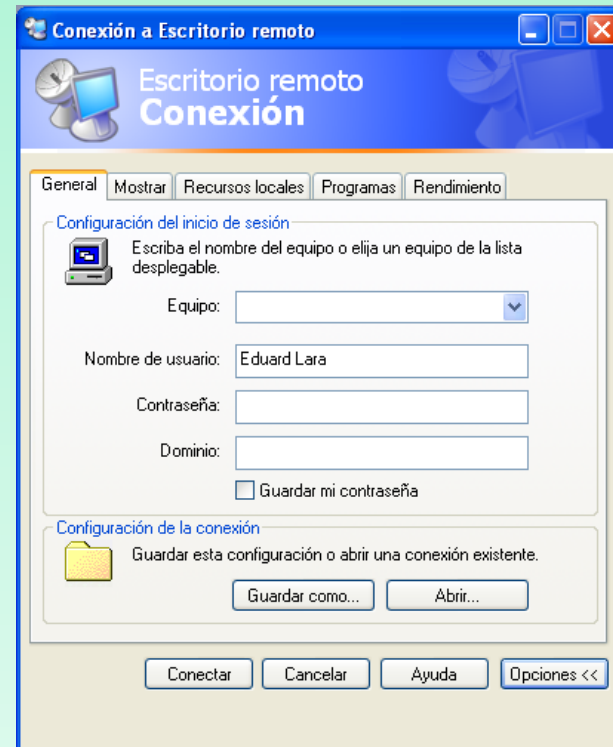 Conexión a Escritorio remoto
Escritorio remoto
Conexión
General Mostrar Recursos locales Programas Rendimiento
Configuración del inicio de sesión
Escriba el nombre del equipo o elija un equipo de la lista
desplegable.
Equipo:
Nombre de usuario: Eduard Lara
Contraseña:
Dominio:
Guardar mi contraseña
Configuración de la conexión
Guardar esta configuración o abrir una conexión existente.
Guardar como... Abrir...
Conectar Cancelar Ayuda Opciones <<